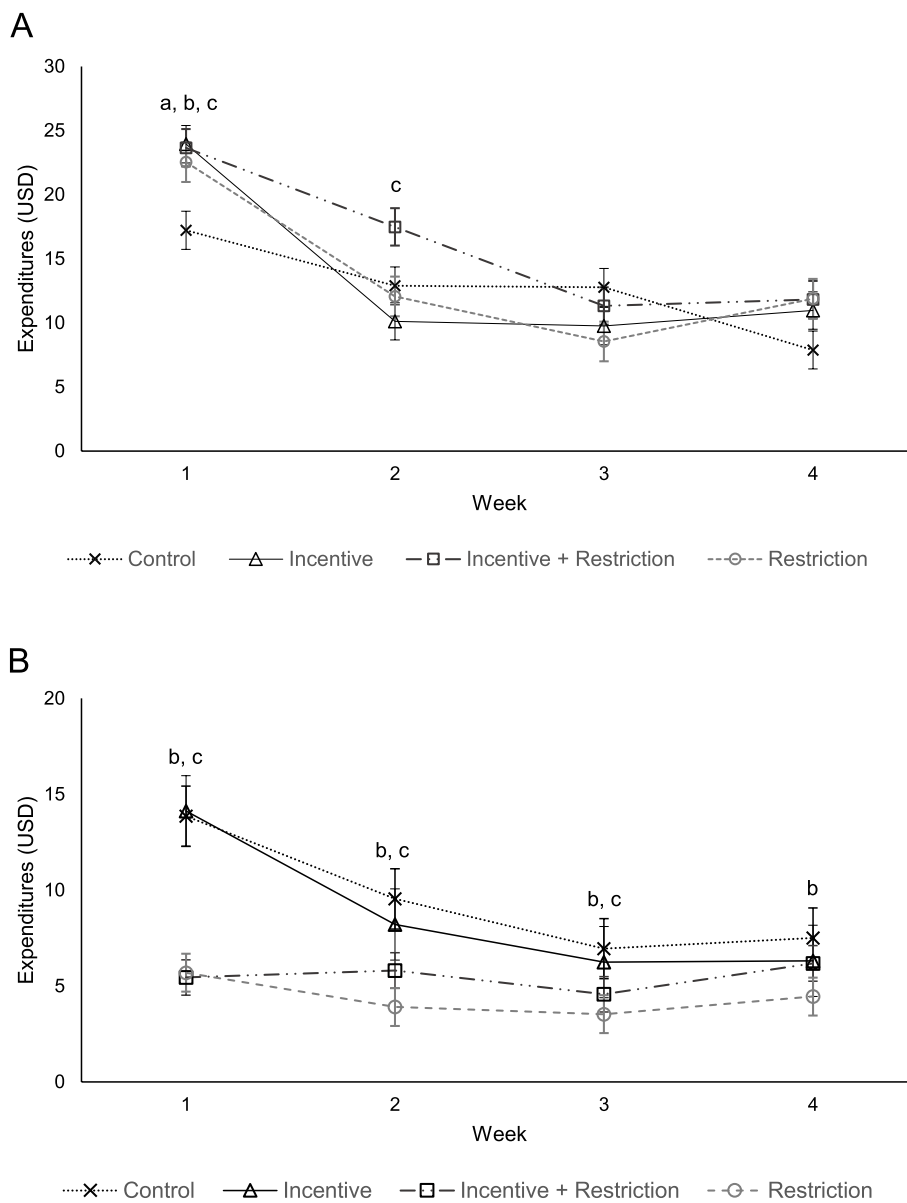 A
30
a, b, c
25
c
20
15
10
5
0
Expenditures (USD)
1 2 3 4
Week
Control Incentive Incentive + Restriction Restriction
B
20
b, c
15
b, c
b, c
b
10
5
0
Expenditures (USD)
1 2 3 4
Week
Control Incentive Incentive + Restriction Restriction